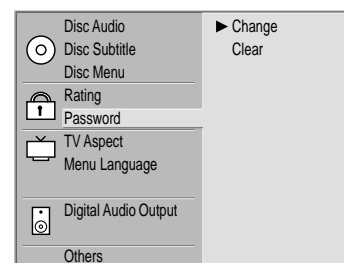 Disc Audio
Disc Subtitle
Disc Menu
Rating
Password
TV Aspect
Menu Language
Digital Audio Output
Others
Change
Clear